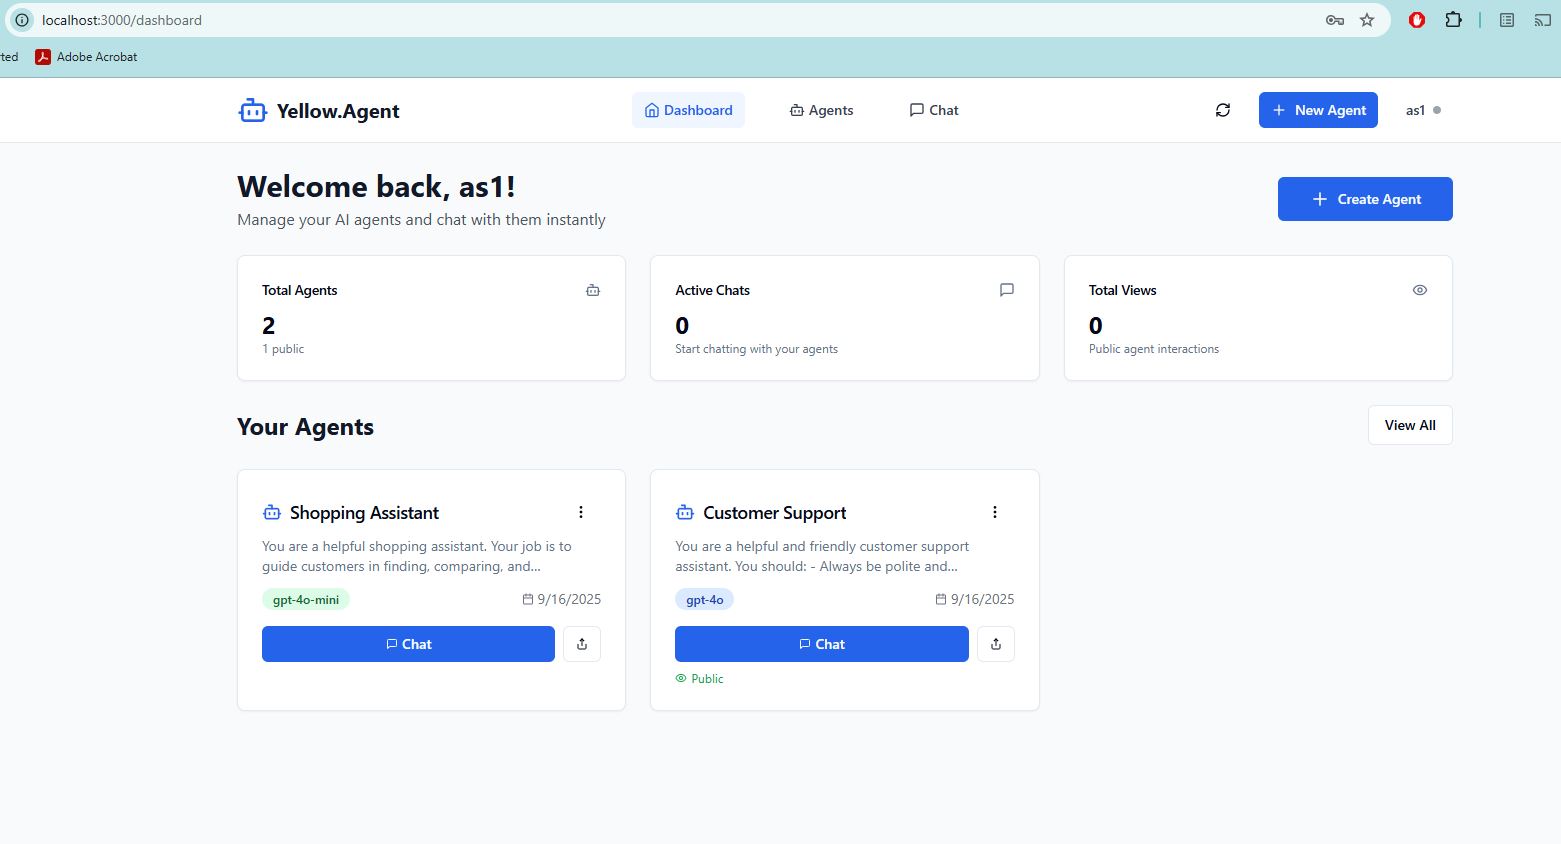 localhost:3000/dashboard
ted Adobe Acrobat
Yellow.Agent Dashboard Agents Chat New Agent as1
Welcome back, as1!
Manage your AI agents and chat with them instantly
Create Agent
Total Agents
2
1 public
Active Chats
0
Start chatting with your agents
Total Views
0
Public agent interactions
Your Agents
View All
Shopping Assistant
You are a helpful shopping assistant. Your job is to
guide customers in finding, comparing, and...
gpt-4o-mini 9/16/2025
Chat
Customer Support
You are a helpful and friendly customer support
assistant. You should: - Always be polite and...
gpt-4o 9/16/2025
Chat
Public